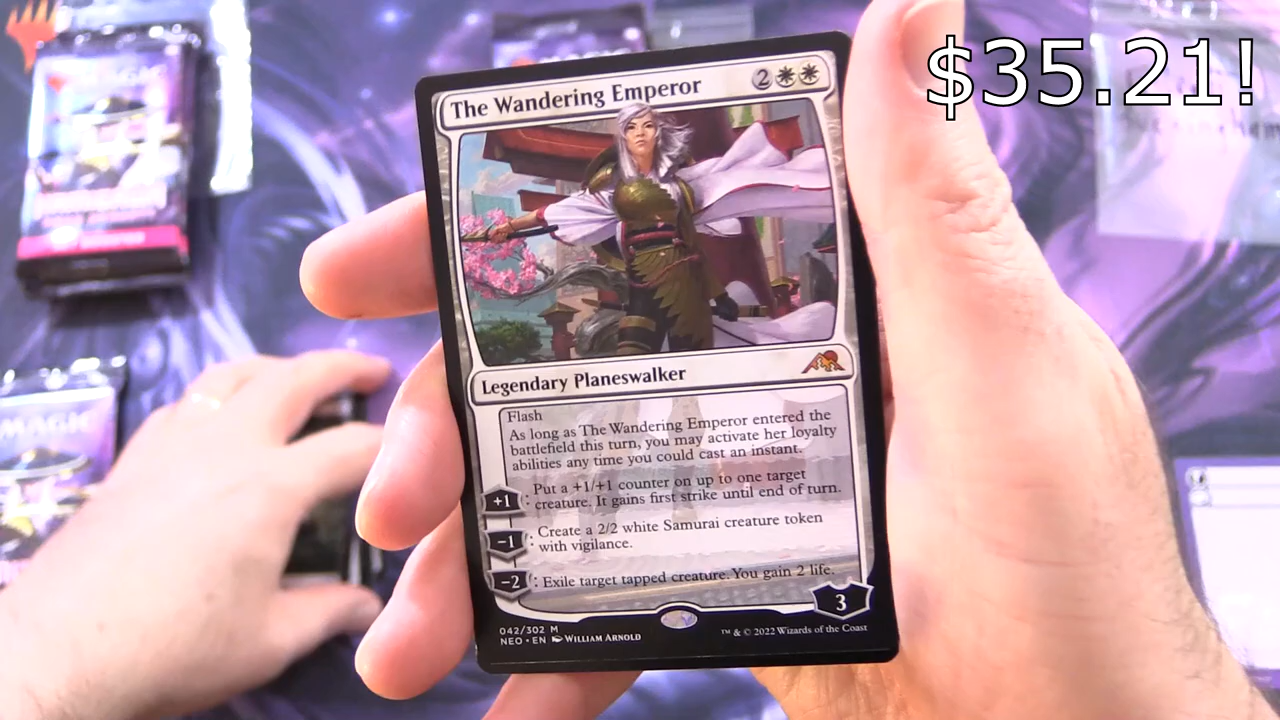 $35.21!
MAGIC
The Wandering Emperor 2
Legendary Planeswalker
Flash
As long as The Wandering Emperor entered the
battlefield this turn, you may activate her loyalty
abilities any time you could cast an instant.
+1: Put a +1/+1 counter on up to one target
creature. It gains first strike until end of turn.
−1: Create a 2/2 white Samurai creature token
with vigilance.
−2: Exile target tapped creature. You gain 2 life.
3
042/302 M
NEO • EN WILLIAM ARNOLD
™ & © 2022 Wizards of the Coast
MAGIC